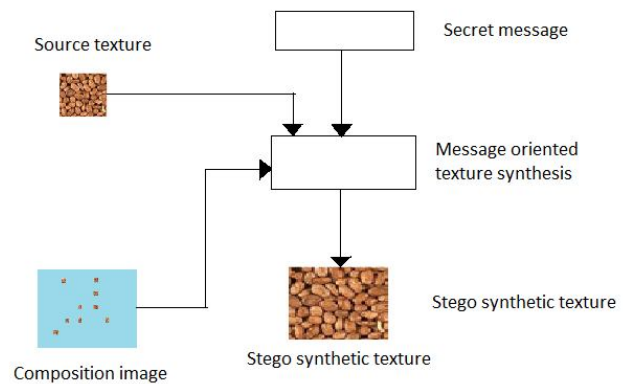 Source texture
Secret message
Message oriented
texture synthesis
Stego synthetic texture
Stego synthetic texture
Composition image